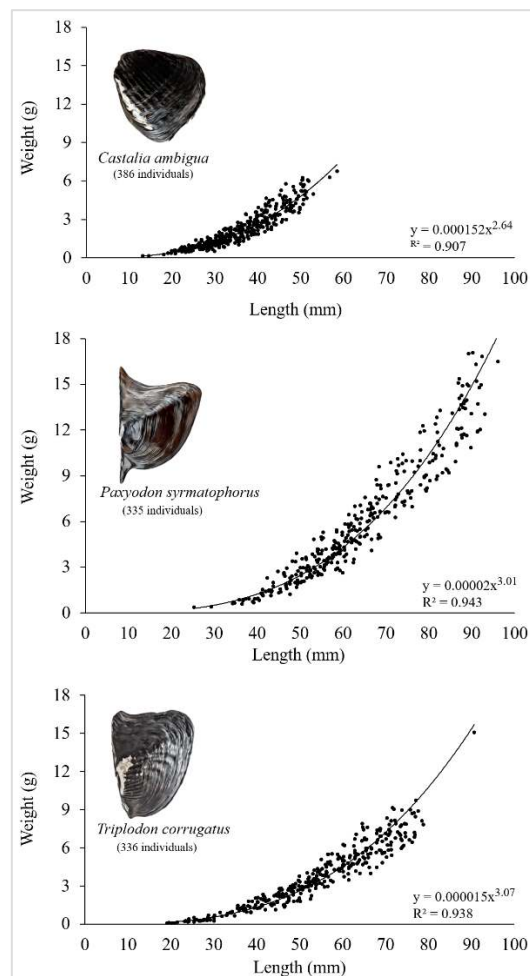 18
15
12
9
6
3
0
Weight (g)
Castalia ambigua
(386 individuals)
y = 0.000152x^2.64
R² = 0.907
0 10 20 30 40 50 60 70 80 90 100
Length (mm)
18
15
12
9
6
3
0
Weight (g)
Paxyodon syrmatophorus
(335 individuals)
y = 0.00002x^3.01
R² = 0.943
0 10 20 30 40 50 60 70 80 90 100
Length (mm)
18
15
12
9
6
3
0
Weight (g)
Triplodon corrugatus
(336 individuals)
y = 0.000015x^3.07
R² = 0.938
0 10 20 30 40 50 60 70 80 90 100
Length (mm)